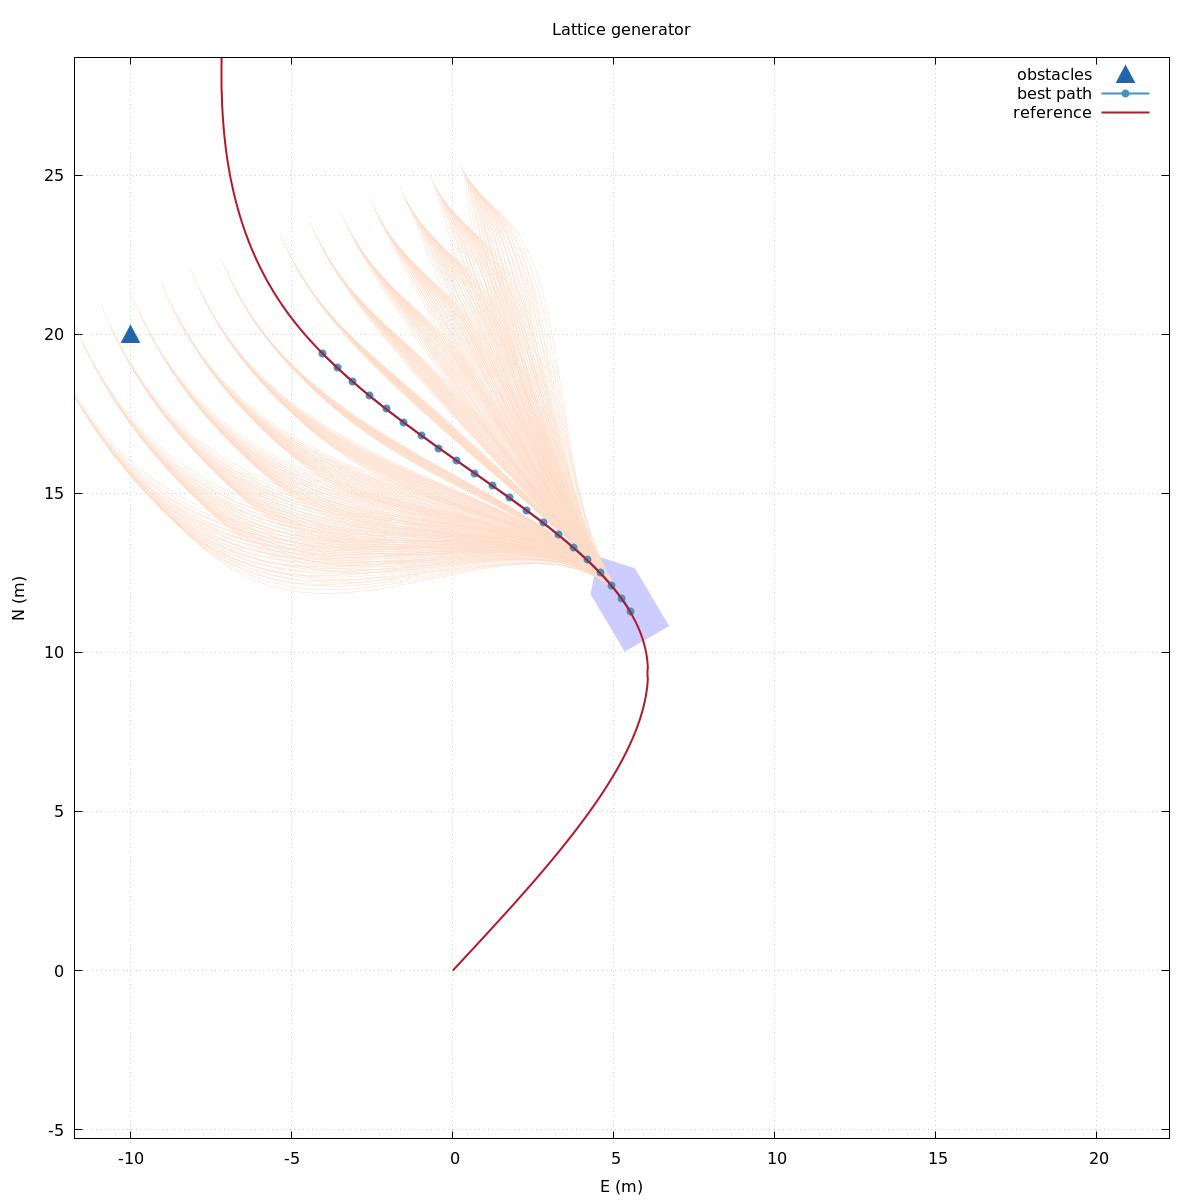 Lattice generator
obstacles
best path
reference
25
20
15
10
5
0
-5
N (m)
-10 -5 0 5 10 15 20
E (m)